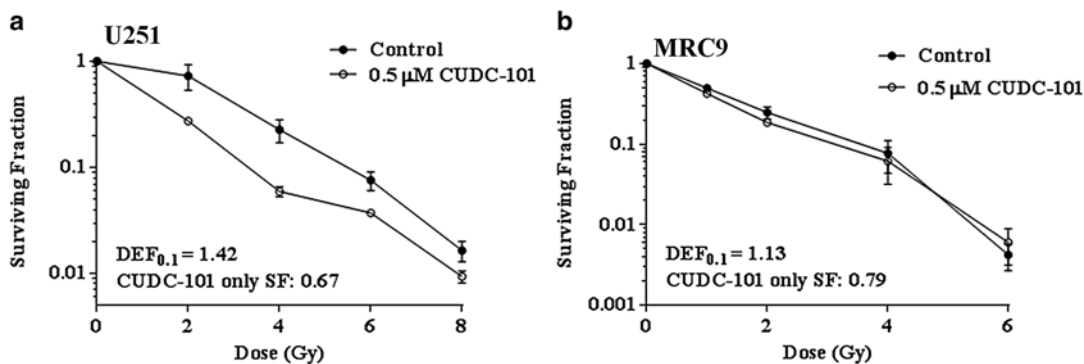 a
U251
Control
0.5 µM CUDC-101
1
0.1
0.01
Surviving Fraction
DEF0.1 = 1.42
CUDC-101 only SF: 0.67
0 2 4 6 8
Dose (Gy)
b
MRC9
Control
0.5 µM CUDC-101
1
0.1
0.01
0.001
Surviving Fraction
DEF0.1 = 1.13
CUDC-101 only SF: 0.79
0 2 4 6
Dose (Gy)